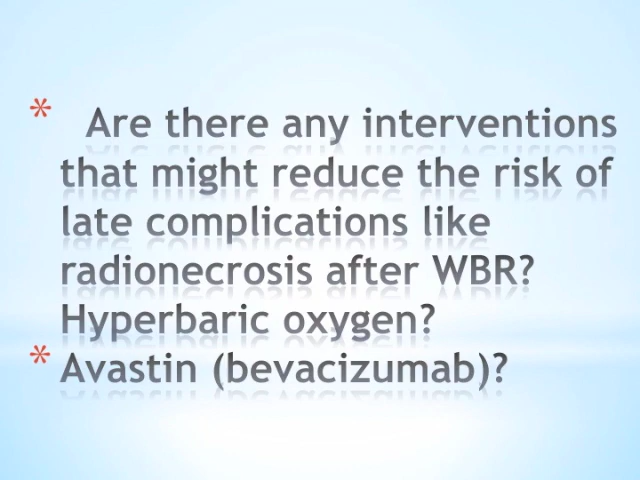 * Are there any interventions
that might reduce the risk of
late complications like
radionecrosis after WBR?
Hyperbaric oxygen?
* Avastin (bevacizumab)?